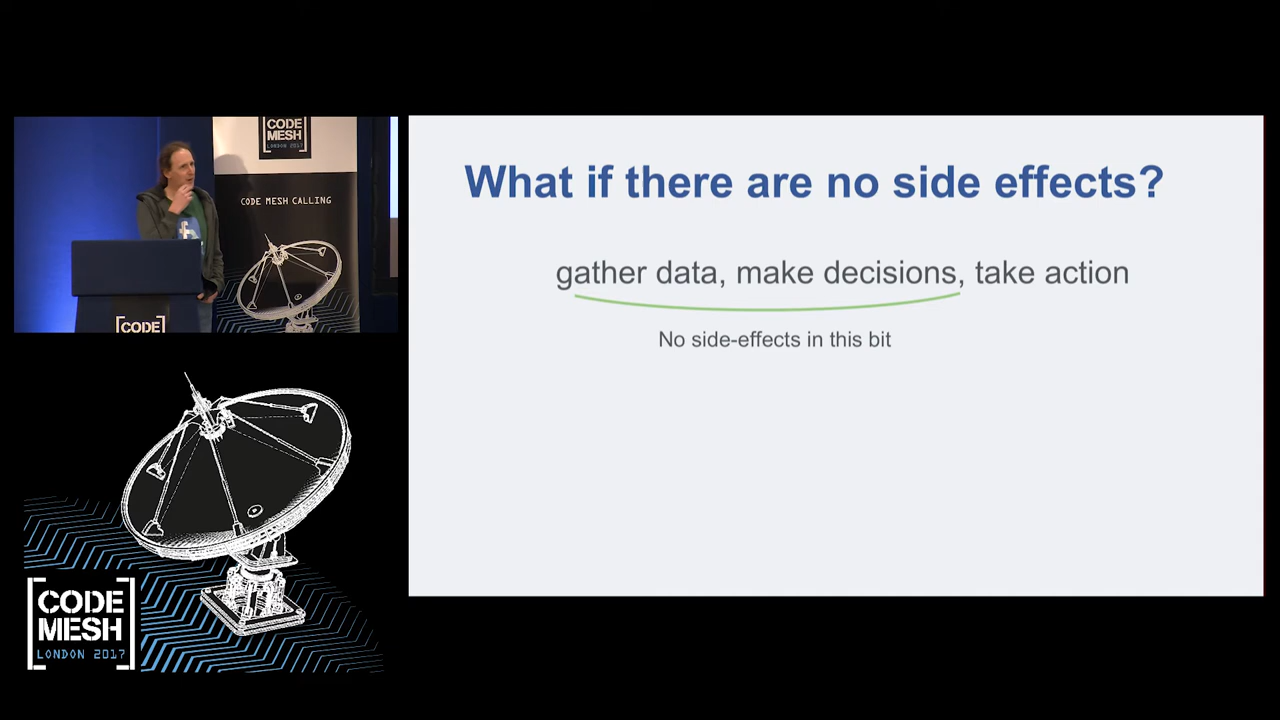 CODE
MESH
LONDON 2017
CODE MESH CALLING
[CODE
What if there are no side effects?
gather data, make decisions, take action
No side-effects in this bit
[CODE
MESH]
LONDON 2017